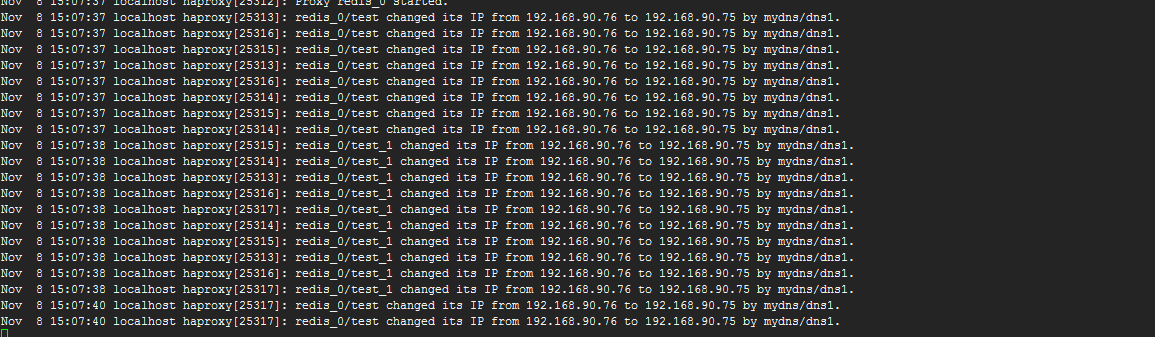 Nov  8 15:07:37 localhost haproxy[25312]: Proxy redis_0 started.
Nov  8 15:07:37 localhost haproxy[25313]: redis_0/test changed its IP from 192.168.90.76 to 192.168.90.75 by mydns/dns1.
Nov  8 15:07:37 localhost haproxy[25316]: redis_0/test changed its IP from 192.168.90.76 to 192.168.90.75 by mydns/dns1.
Nov  8 15:07:37 localhost haproxy[25315]: redis_0/test changed its IP from 192.168.90.76 to 192.168.90.75 by mydns/dns1.
Nov  8 15:07:37 localhost haproxy[25313]: redis_0/test changed its IP from 192.168.90.76 to 192.168.90.75 by mydns/dns1.
Nov  8 15:07:37 localhost haproxy[25316]: redis_0/test changed its IP from 192.168.90.76 to 192.168.90.75 by mydns/dns1.
Nov  8 15:07:37 localhost haproxy[25314]: redis_0/test changed its IP from 192.168.90.76 to 192.168.90.75 by mydns/dns1.
Nov  8 15:07:37 localhost haproxy[25315]: redis_0/test changed its IP from 192.168.90.76 to 192.168.90.75 by mydns/dns1.
Nov  8 15:07:37 localhost haproxy[25314]: redis_0/test changed its IP from 192.168.90.76 to 192.168.90.75 by mydns/dns1.
Nov  8 15:07:38 localhost haproxy[25315]: redis_0/test_1 changed its IP from 192.168.90.76 to 192.168.90.75 by mydns/dns1.
Nov  8 15:07:38 localhost haproxy[25314]: redis_0/test_1 changed its IP from 192.168.90.76 to 192.168.90.75 by mydns/dns1.
Nov  8 15:07:38 localhost haproxy[25313]: redis_0/test_1 changed its IP from 192.168.90.76 to 192.168.90.75 by mydns/dns1.
Nov  8 15:07:38 localhost haproxy[25316]: redis_0/test_1 changed its IP from 192.168.90.76 to 192.168.90.75 by mydns/dns1.
Nov  8 15:07:38 localhost haproxy[25317]: redis_0/test_1 changed its IP from 192.168.90.76 to 192.168.90.75 by mydns/dns1.
Nov  8 15:07:38 localhost haproxy[25314]: redis_0/test_1 changed its IP from 192.168.90.76 to 192.168.90.75 by mydns/dns1.
Nov  8 15:07:38 localhost haproxy[25315]: redis_0/test_1 changed its IP from 192.168.90.76 to 192.168.90.75 by mydns/dns1.
Nov  8 15:07:38 localhost haproxy[25313]: redis_0/test_1 changed its IP from 192.168.90.76 to 192.168.90.75 by mydns/dns1.
Nov  8 15:07:38 localhost haproxy[25316]: redis_0/test_1 changed its IP from 192.168.90.76 to 192.168.90.75 by mydns/dns1.
Nov  8 15:07:38 localhost haproxy[25317]: redis_0/test_1 changed its IP from 192.168.90.76 to 192.168.90.75 by mydns/dns1.
Nov  8 15:07:40 localhost haproxy[25317]: redis_0/test changed its IP from 192.168.90.76 to 192.168.90.75 by mydns/dns1.
Nov  8 15:07:40 localhost haproxy[25317]: redis_0/test changed its IP from 192.168.90.76 to 192.168.90.75 by mydns/dns1.